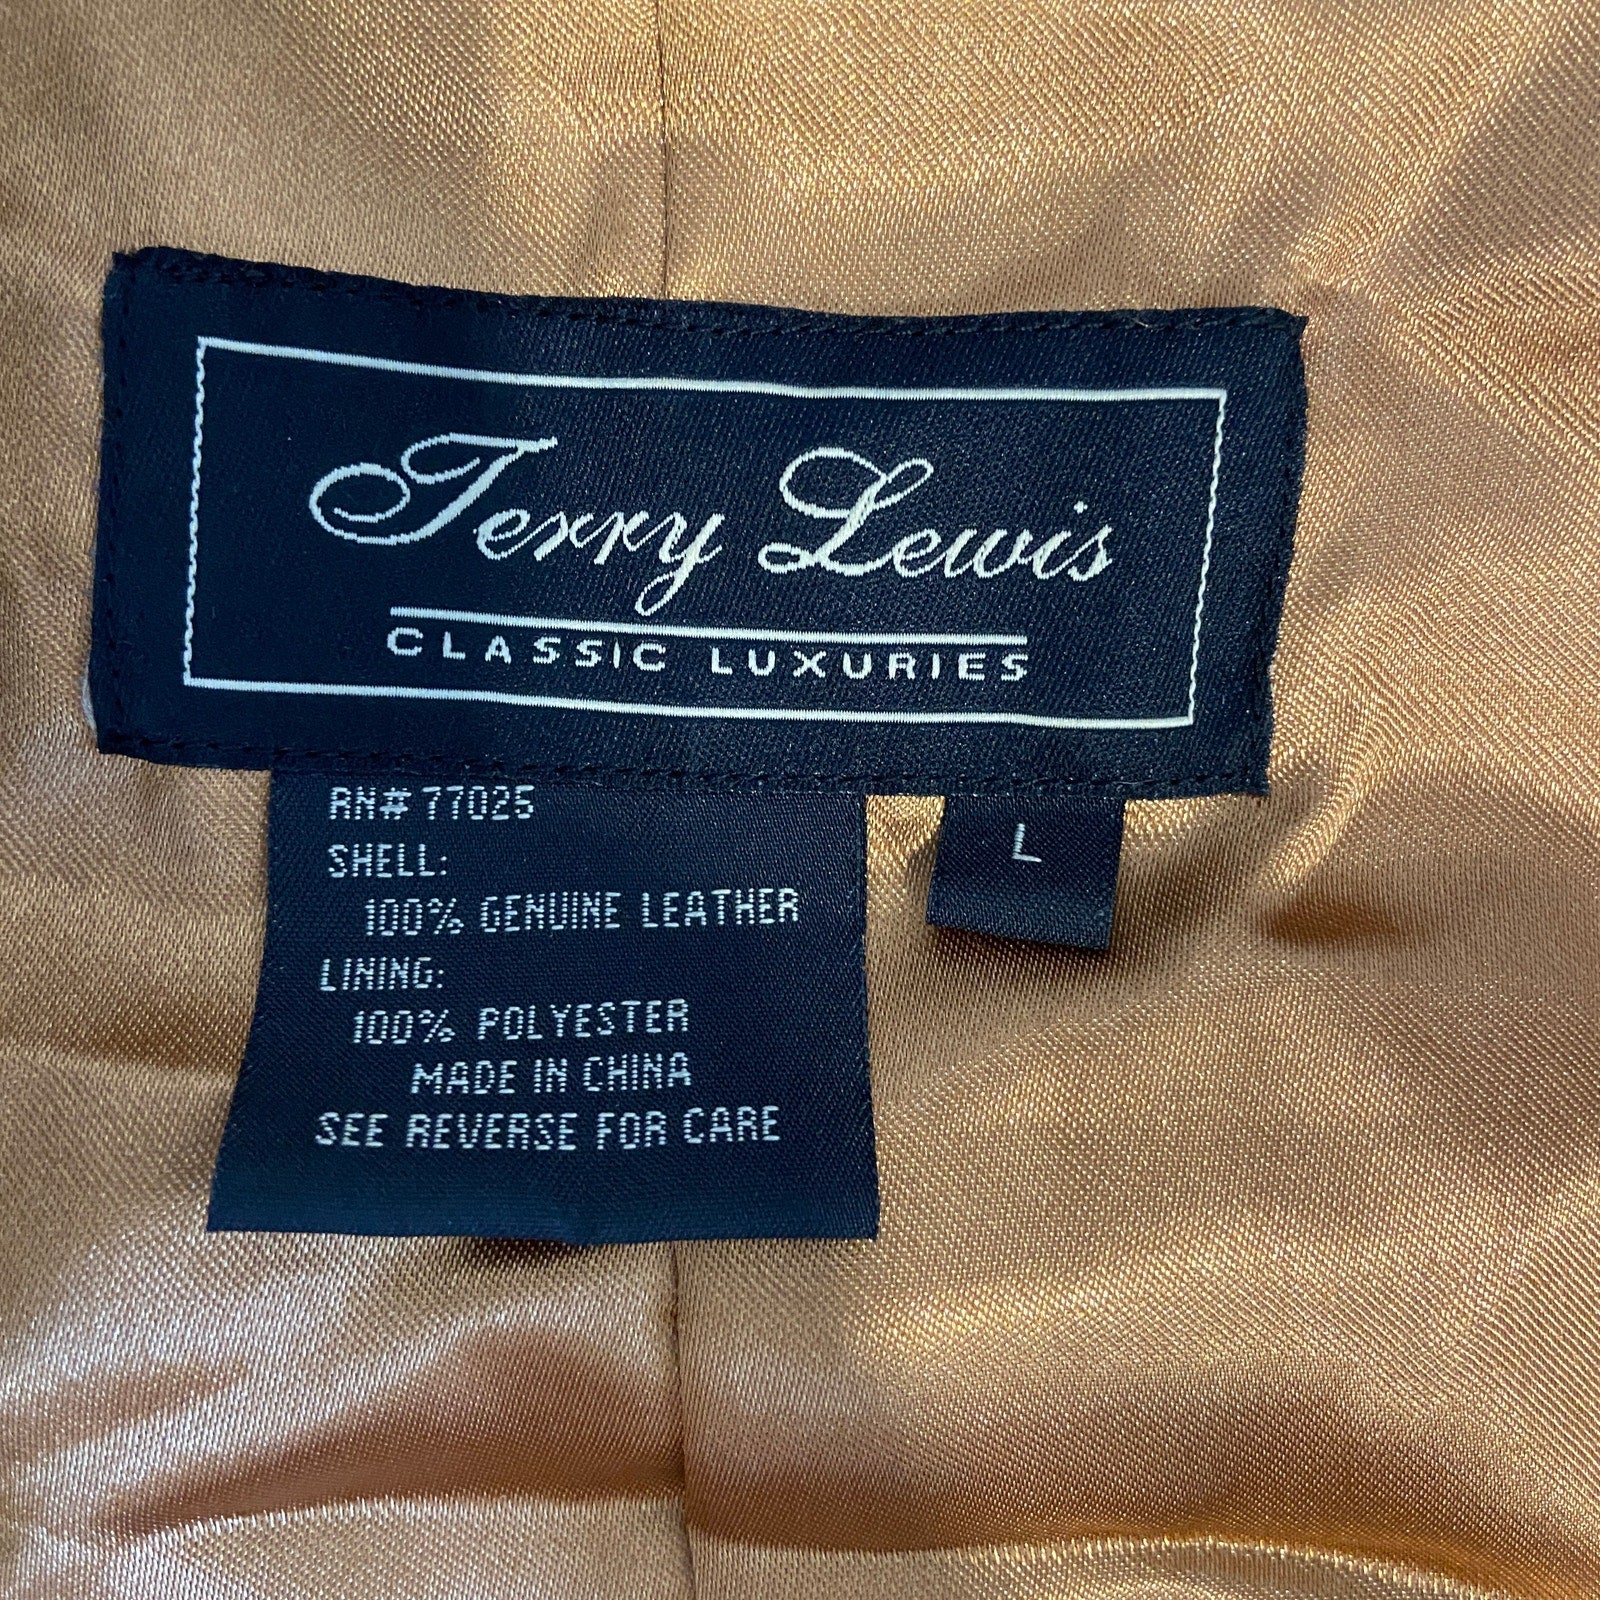 Terry Lewis
CLASSIC LUXURIES
RN# 77025
SHELL:
100% GENUINE LEATHER
LINING:
100% POLYESTER
MADE IN CHINA
SEE REVERSE FOR CARE
L